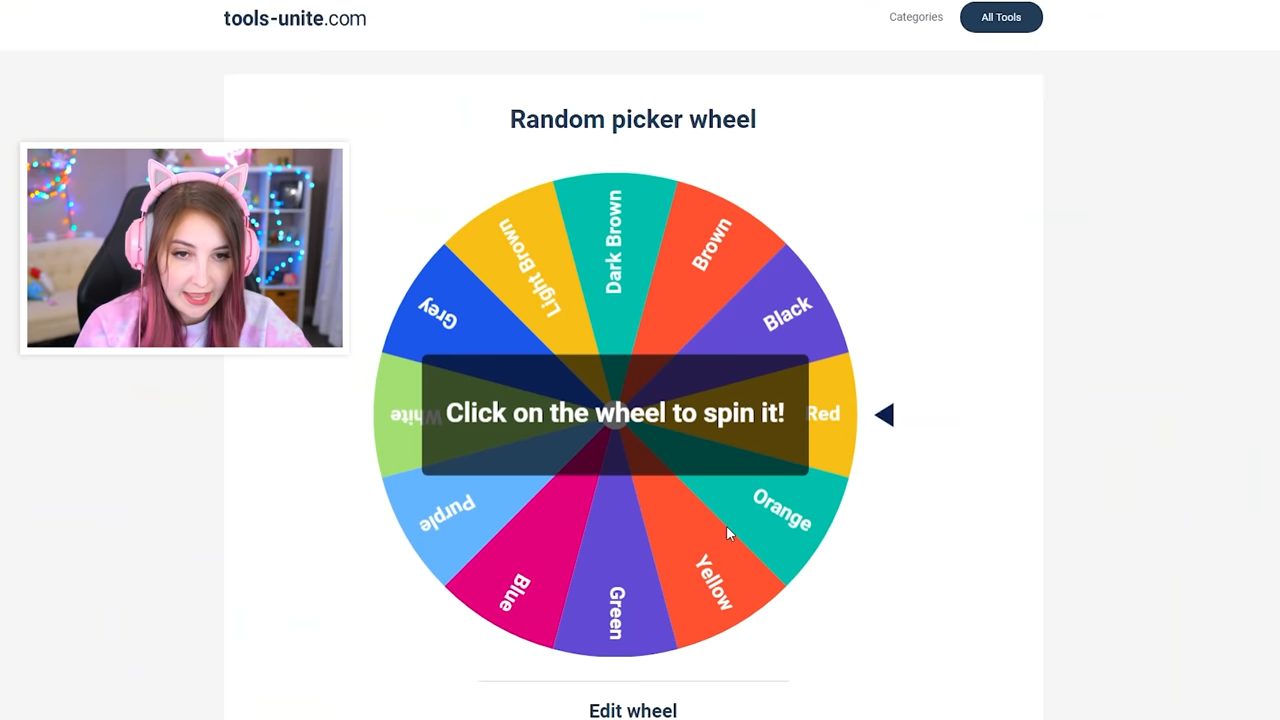 tools-unite.com
Categories
All Tools
Random picker wheel
Dark Brown
Brown
Light Brown
Black
Grey
White
Click on the wheel to spin it!
Red
Purple
Orange
Yellow
Blue
Green
Edit wheel